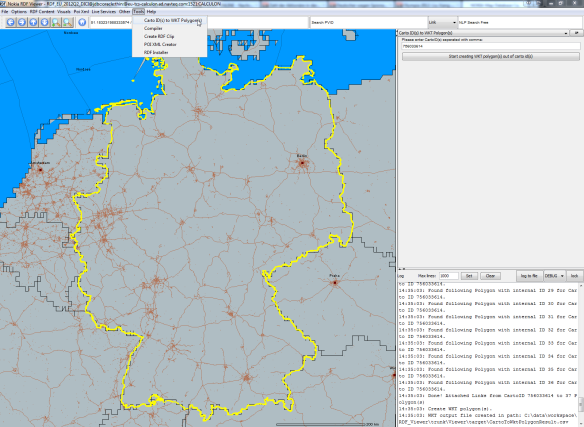 Nokia RDF Viewer - RDF_EU_2012Q
File Options RDF Content Visuals Poi Xml Live Services Other Tools Help
Carto ID(s) to WKT Polygon(s)
Compiler
Create RDF Clip
POI XML Creator
RDF Installer
Search PVID
LIVE
NLP Search Free
Carto ID(s) to WKT Polygon(s)
Please enter Carto ID(s) seperated with comma:
756033614
Start creating WKT polygon(s) out of carto id(s)
Berlin
Praha
200 km
Log Max lines: 1000 Set Clear log to file DEBUG lock
to ID 756033614.
14:35:03: Found following Polygon with internal ID 29 for Car
to ID 756033614.
14:35:03: Found following Polygon with internal ID 30 for Car
to ID 756033614.
14:35:03: Found following Polygon with internal ID 31 for Car
to ID 756033614.
14:35:03: Found following Polygon with internal ID 32 for Car
to ID 756033614.
14:35:03: Found following Polygon with internal ID 33 for Car
to ID 756033614.
14:35:03: Found following Polygon with internal ID 34 for Car
to ID 756033614.
14:35:03: Found following Polygon with internal ID 35 for Car
to ID 756033614.
14:35:03: Found following Polygon with internal ID 36 for Car
to ID 756033614.
14:35:03: Done! Attached Links from CartoID 756033614 to 37 P
olygon(s)
14:35:03: Create WKT polygon(s).
14:35:03: WKT output file created in path: C:\data\workspace\
RDF_Viewer\trunk\Viewer\target\CartoToWktPolygonResult.csv